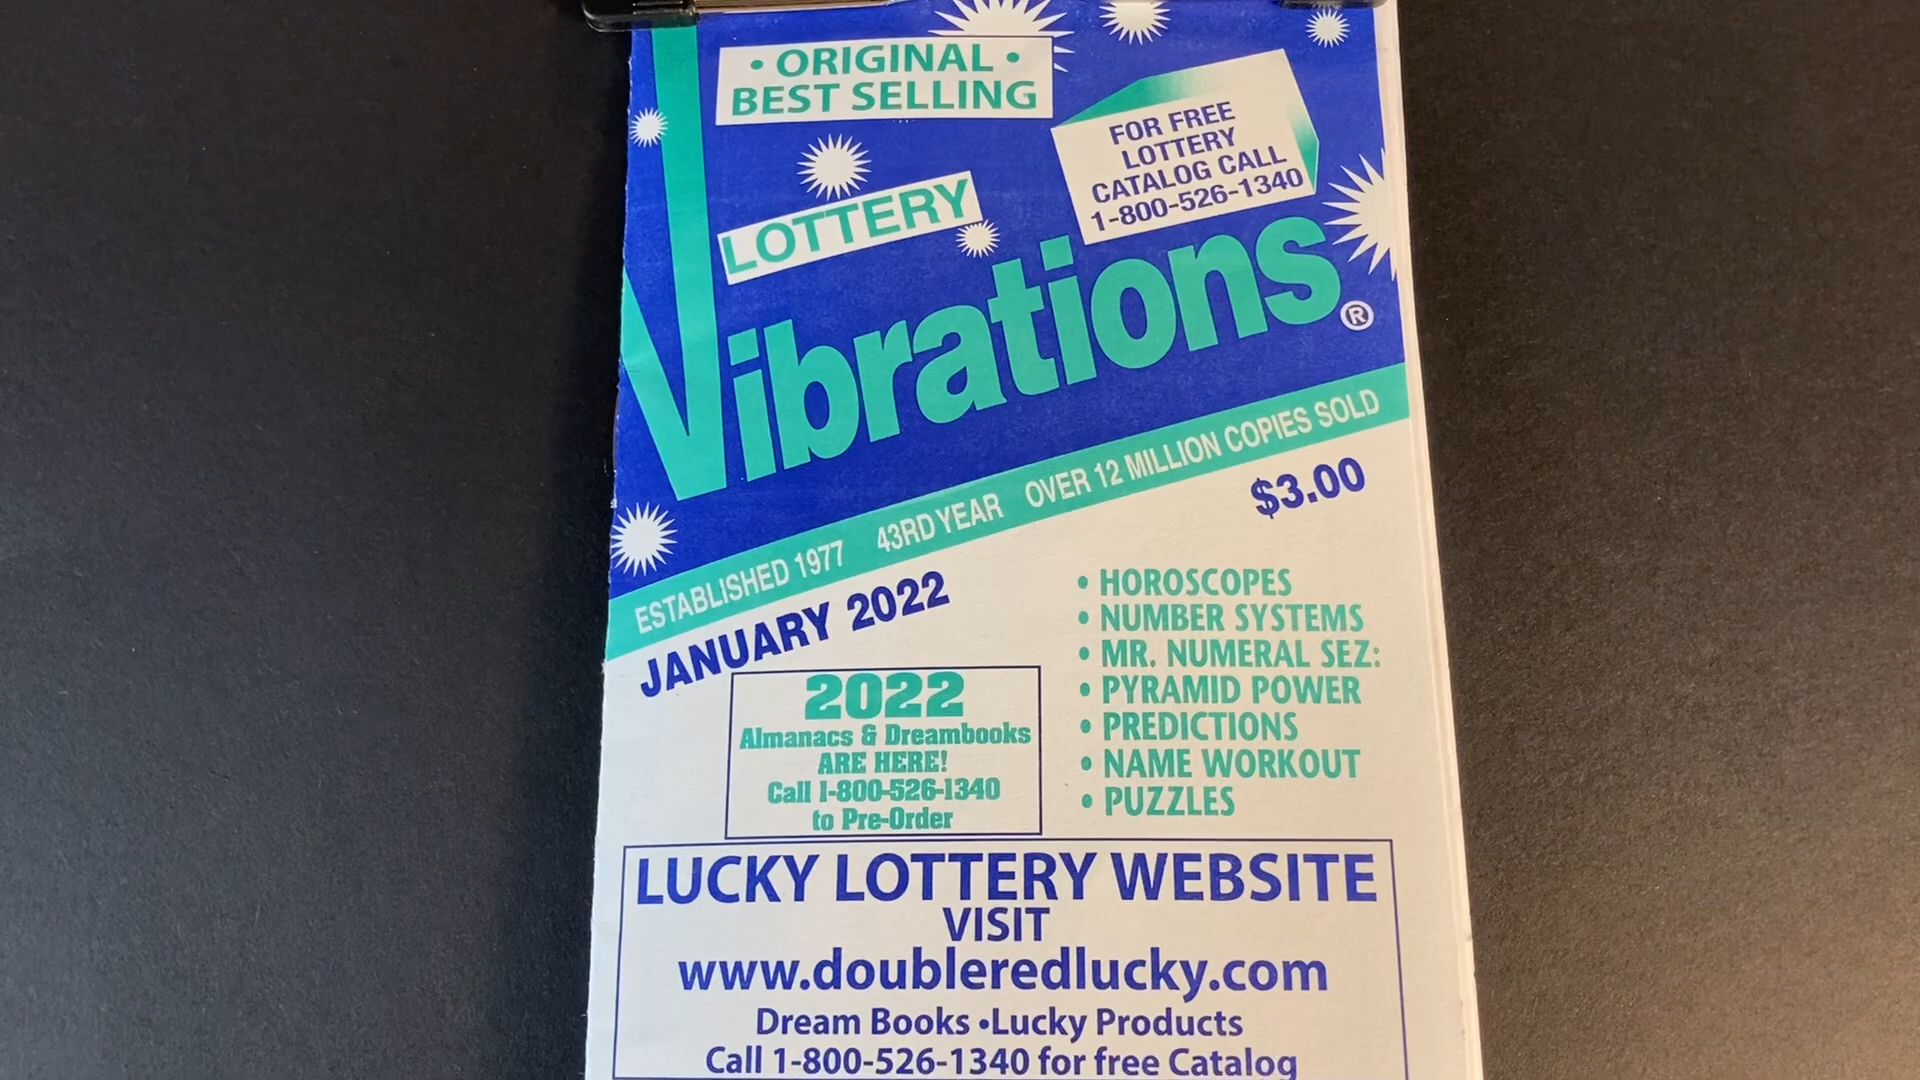 • ORIGINAL •
BEST SELLING
FOR FREE
LOTTERY
CATALOG CALL
1-800-526-1340
LOTTERY
Vibrations®
ESTABLISHED 1977 43RD YEAR OVER 12 MILLION COPIES SOLD
$3.00
JANUARY 2022
2022
Almanacs & Dreambooks
ARE HERE!
Call 1-800-526-1340
to Pre-Order
• HOROSCOPES
• NUMBER SYSTEMS
• MR. NUMERAL SEZ:
• PYRAMID POWER
• PREDICTIONS
• NAME WORKOUT
• PUZZLES
LUCKY LOTTERY WEBSITE
VISIT
www.doubleredlucky.com
Dream Books •Lucky Products
Call 1-800-526-1340 for free Catalog